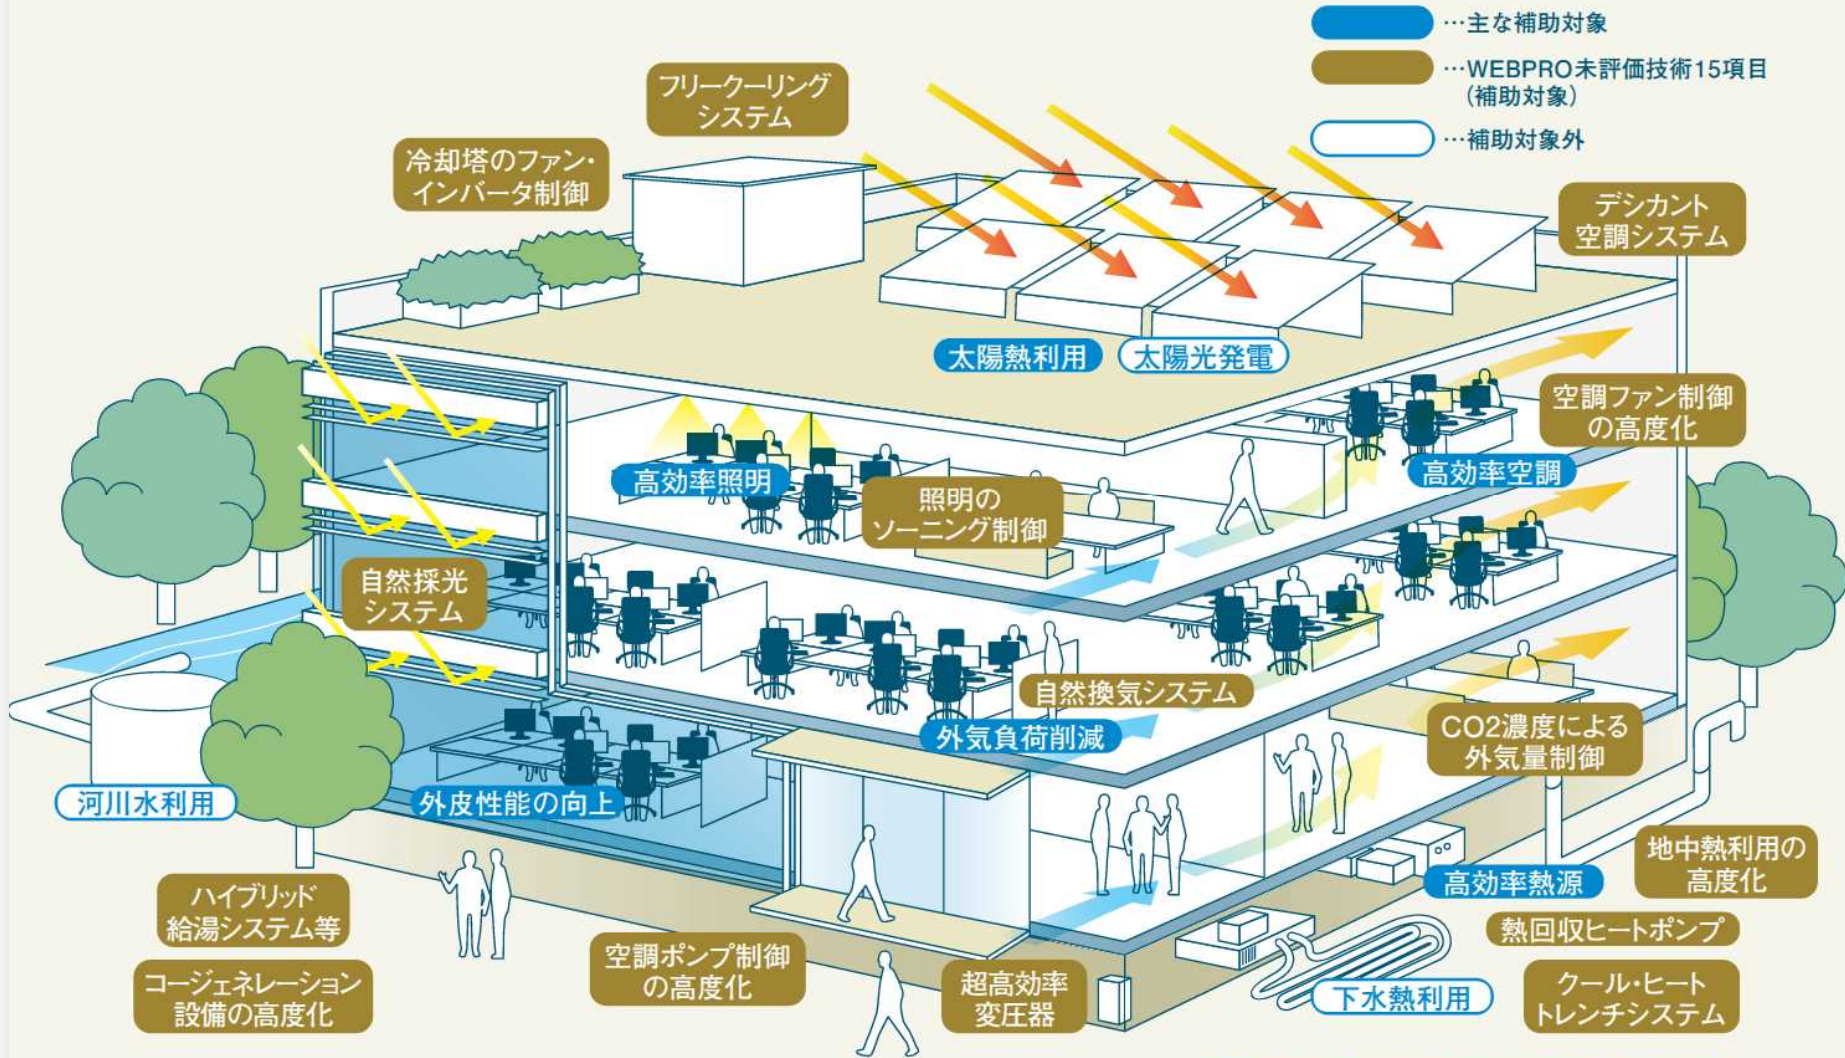 …主な補助対象
…WEBPRO未評価技術15項目
(補助対象)
…補助対象外
フリークーリング
システム
冷却塔のファン・
インバータ制御
デシカント
空調システム
太陽熱利用
太陽光発電
空調ファン制御
の高度化
高効率照明
高効率空調
照明の
ゾーニング制御
自然採光
システム
自然換気システム
外気負荷削減
CO2濃度による
外気量制御
河川水利用
外皮性能の向上
地中熱利用の
高度化
高効率熱源
ハイブリッド
給湯システム等
熱回収ヒートポンプ
空調ポンプ制御
の高度化
コージェネレーション
設備の高度化
超高効率
変圧器
下水熱利用
クール・ヒート
トレンチシステム